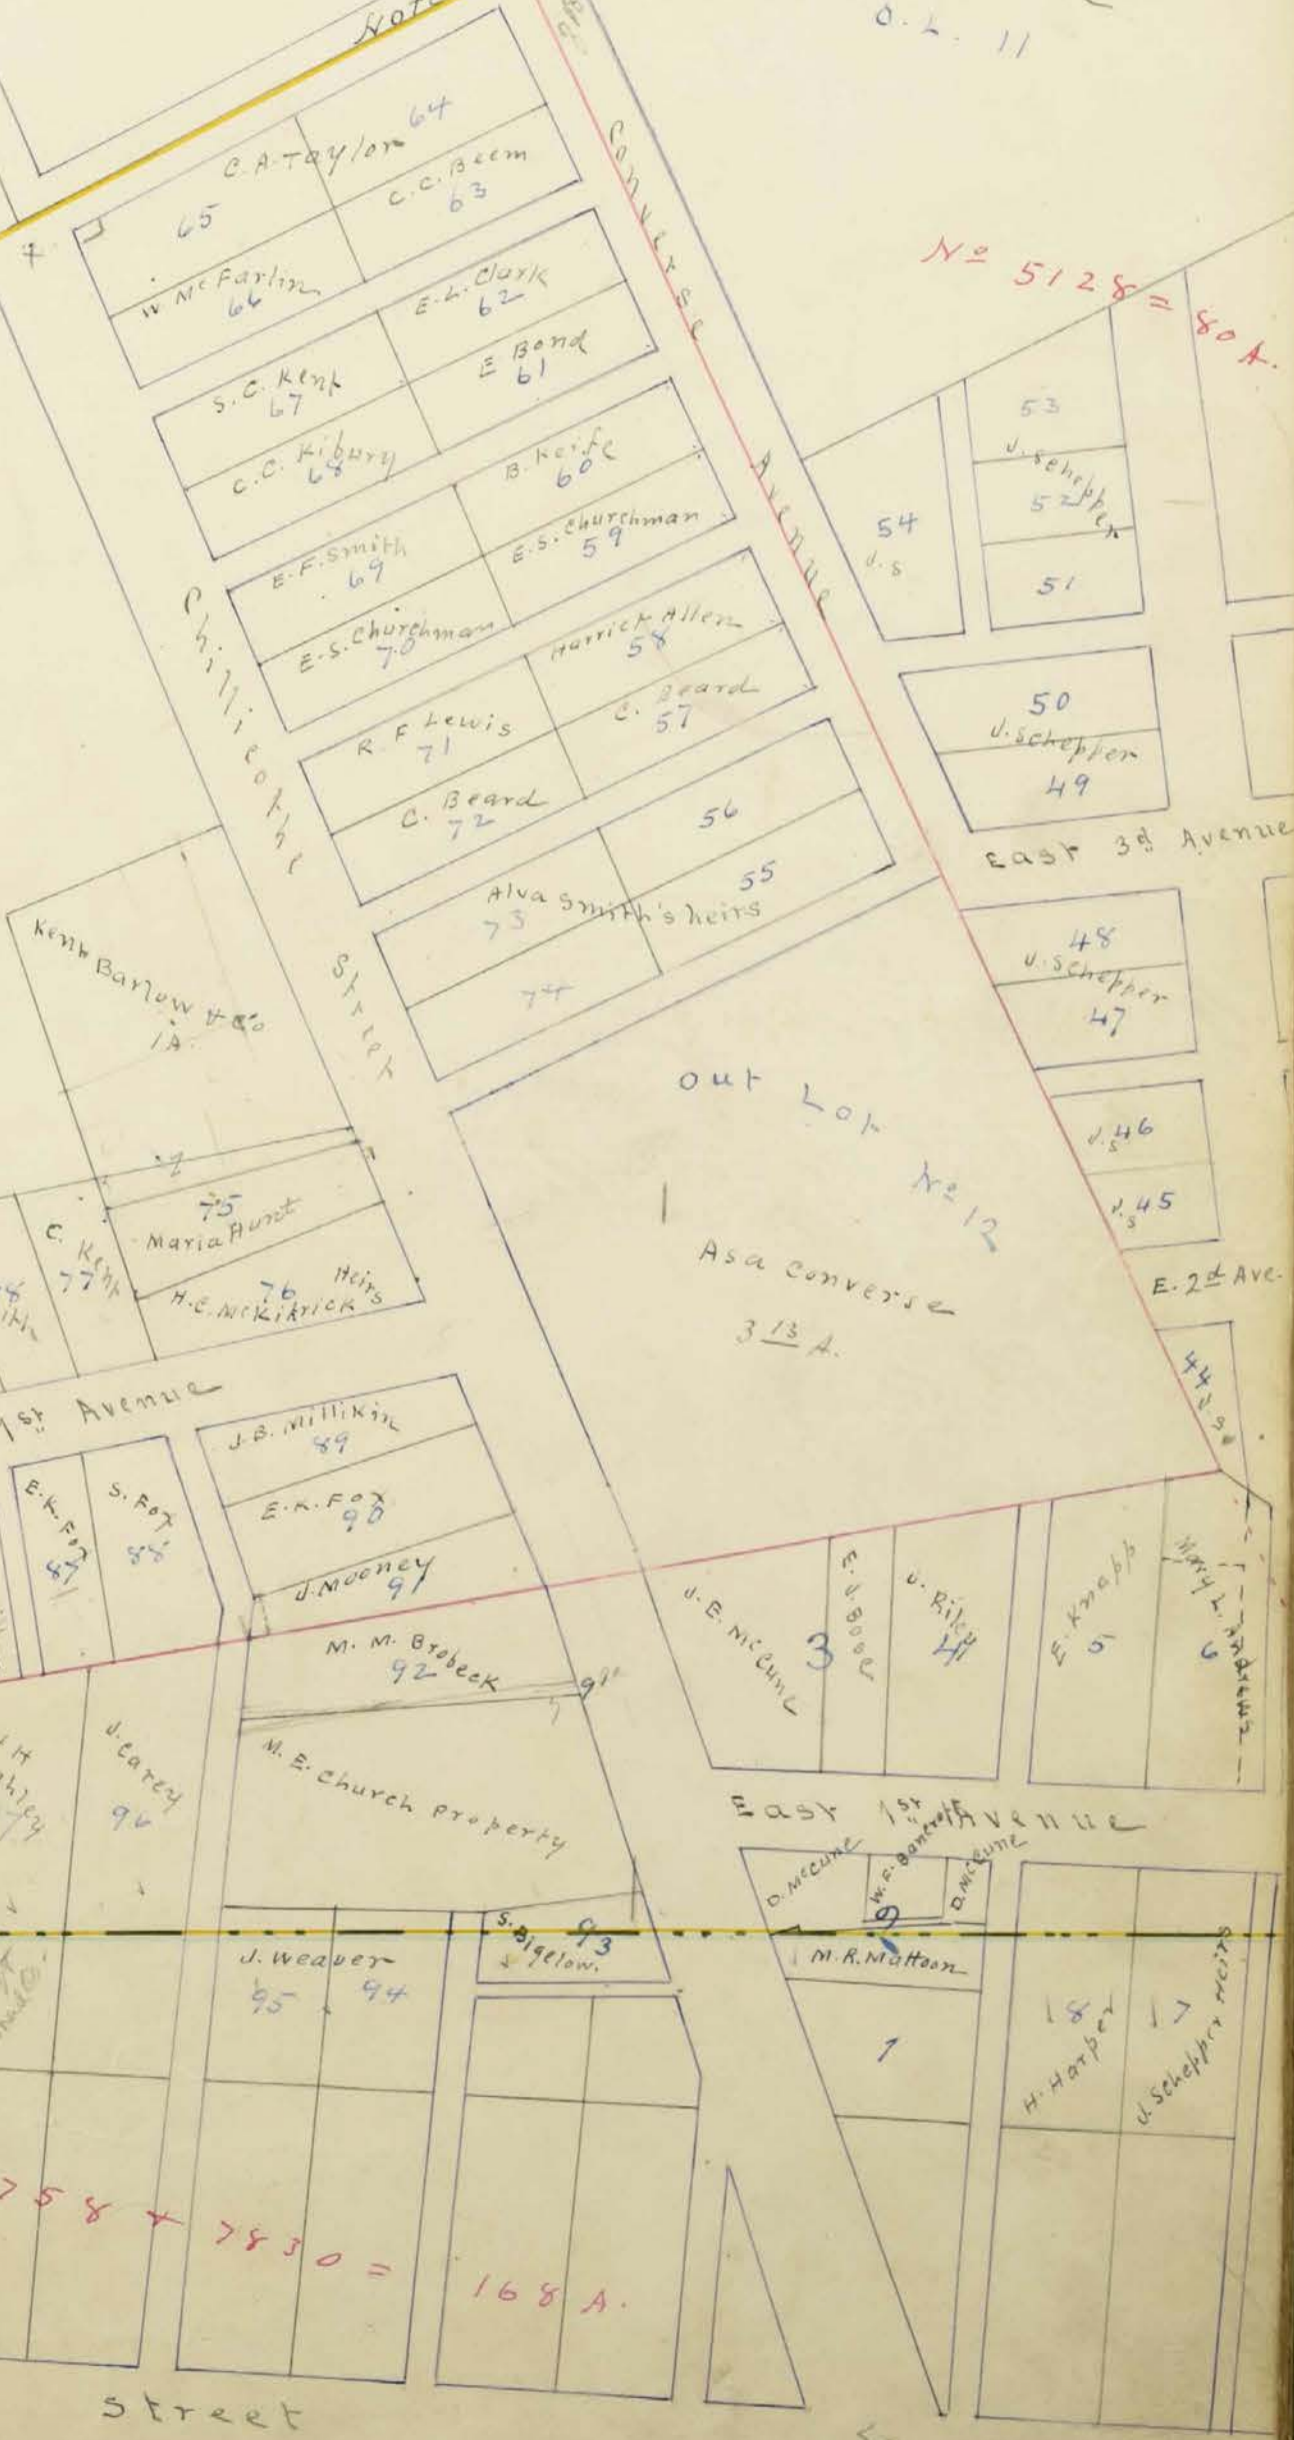 O. L. 11
C. A. Taylor 64
65
C. C. Beem
63
W McFarlin
66
E. L. Clark
62
S. C. Kent
67
E Bond
61
C. C. Kibury
68
B. Keife
60
E. F. Smith
69
E. S. Churchman
59
E. S. Churchman
70
Harriet Allen
58
R. F Lewis
71
C. Beard
57
C. Beard
72
56
55
Alva Smith's heirs
73
74
Converse Avenue
Chillicothe Street
No 5128 = 80 A.
53
J. Schepper
52
51
54
J. S
50
J. Schepper
49
East 3d Avenue
48
J. Schepper
47
J. S 46
J. S 45
E. 2d Ave.
44
Kent Barlow & Co
1 A.
Out Lot No 12
Asa Converse
3 13 A.
75
Maria Hunt
76 Heirs
H. C. McKitrick
C. Kent
77
1st Avenue
J. B. Millikin
89
E. K. Fox
90
J. Mooney
91
E. K. Fox
87
S. Fox
88
M. M. Brobeck
92
M. E. Church Property
J. Carey
96
J. E. McCune
3
E. J. Booe
J. Riley
4
E. Knapp
5
Mary L. Andrews
6
East 1st Avenue
D. McCune
W. F. Bancroft
D. McCune
M. R. Mattoon
1
S. Bigelow.
93
J. Weaver
95 94
18
H. Harper
17
J. Schepper Heirs
758 + 7830 = 168 A.
Street